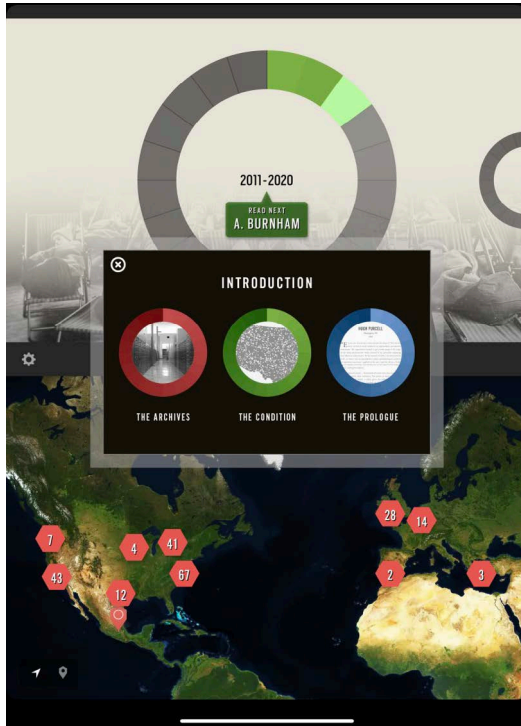 2011-2020
READ NEXT
A. BURNHAM
INTRODUCTION
THE ARCHIVES
THE CONDITION
THE PROLOGUE
7
43
4
41
12
67
28
14
2
3